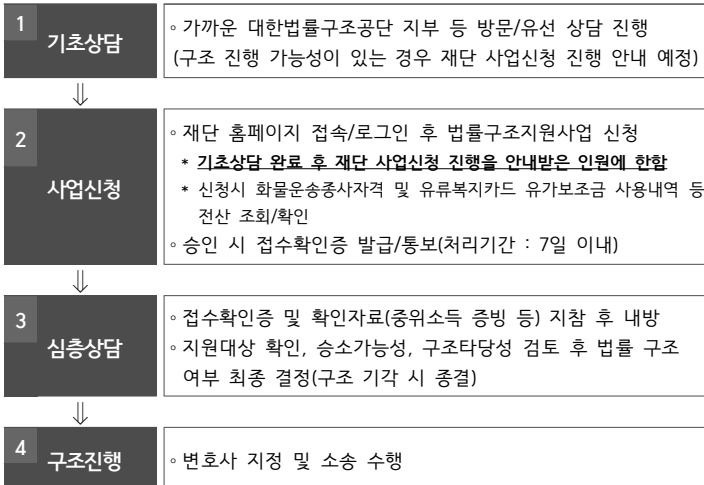 1
기초상담
◦ 가까운 대한법률구조공단 지부 등 방문/유선 상담 진행
(구조 진행 가능성이 있는 경우 재단 사업신청 진행 안내 예정)
⇓
2
사업신청
◦ 재단 홈페이지 접속/로그인 후 법률구조지원사업 신청
* 기초상담 완료 후 재단 사업신청 진행을 안내받은 인원에 한함
* 신청시 화물운송종사자격 및 유류복지카드 유가보조금 사용내역 등
전산 조회/확인
◦ 승인 시 접수확인증 발급/통보(처리기간 : 7일 이내)
⇓
3
심층상담
◦ 접수확인증 및 확인자료(중위소득 증빙 등) 지참 후 내방
◦ 지원대상 확인, 승소가능성, 구조타당성 검토 후 법률 구조
여부 최종 결정(구조 기각 시 종결)
⇓
4
구조진행
◦ 변호사 지정 및 소송 수행